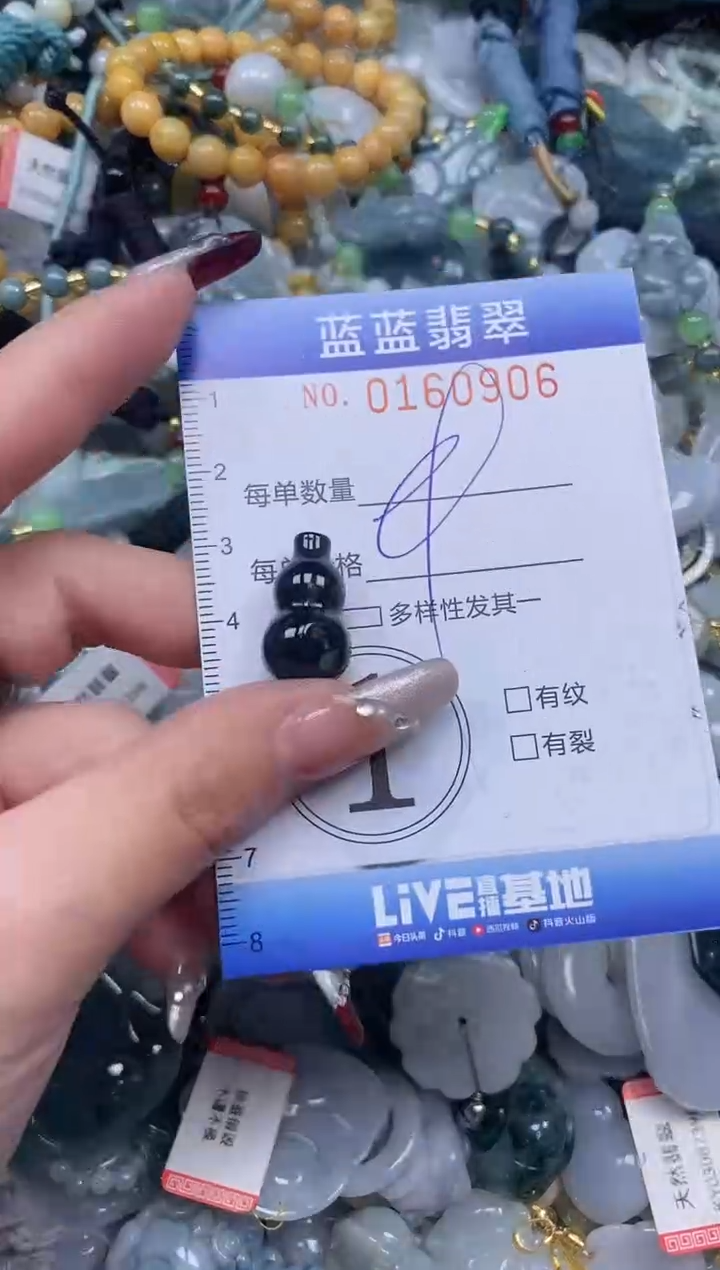 蓝蓝翡翠
NO. 0160906
1
2
每单数量
3
每 格
4
多样性发其一
有纹
有裂
1
7
8
LiVE直播基地
今日头条 抖音 西瓜视频 抖音火山版
天然翡翠